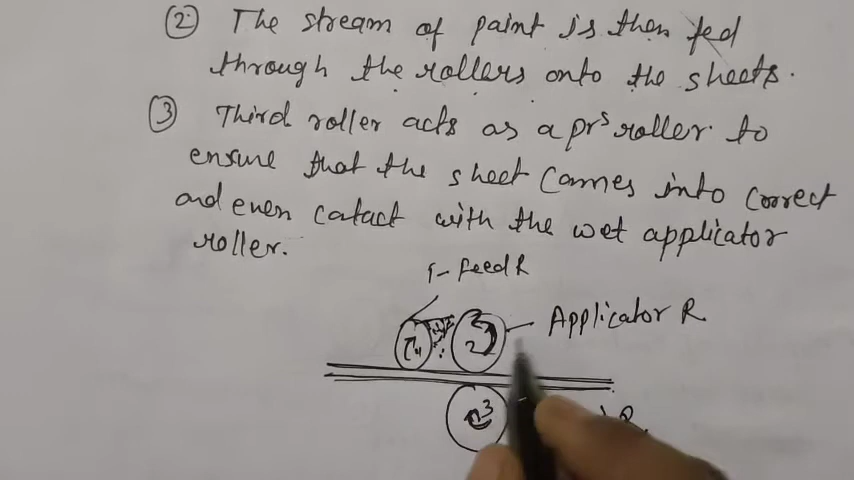 ② The stream of paint is then fed
through the rollers onto the sheets.
③ Third roller acts as a prˢ roller. to
ensure that the sheet comes into correct
and even catact with the wet applicator
roller.
1- feed R
Applicator R
2
3
R.